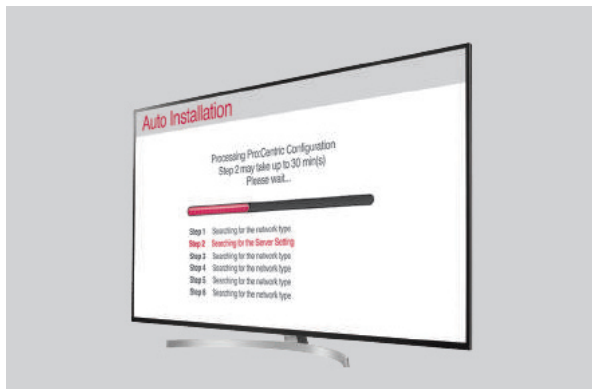 Auto Installation
Processing Pro:Centric Configuration
Step 2 may take up to 30 min(s)
Please wait...
Step 1 Searching for the network type
Step 2 Searching for the Server Setting
Step 3 Searching for the network type
Step 4 Searching for the network type
Step 5 Searching for the network type
Step 6 Searching for the network type